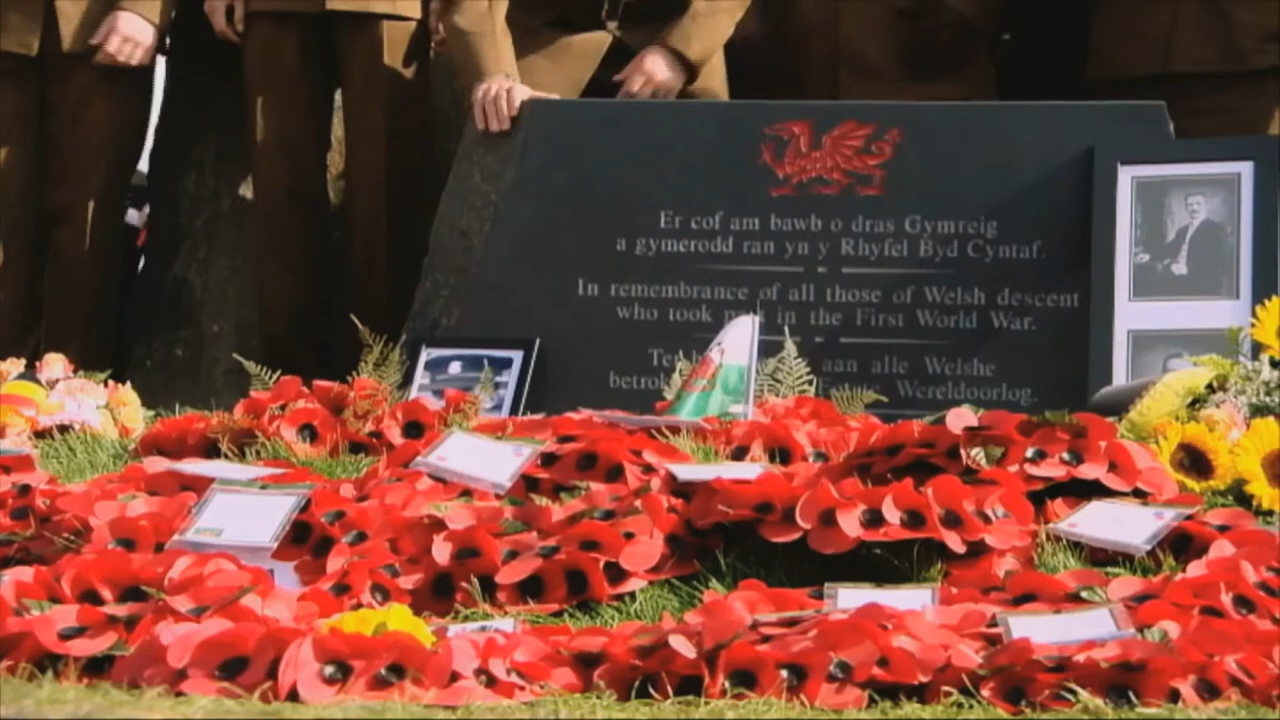 Er cof am bawb o dras Gymreig
a gymerodd ran yn y Rhyfel Byd Cyntaf.
In remembrance of all those of Welsh descent
who took in the First World War.
aan alle Welshe
Wereldoorlog.